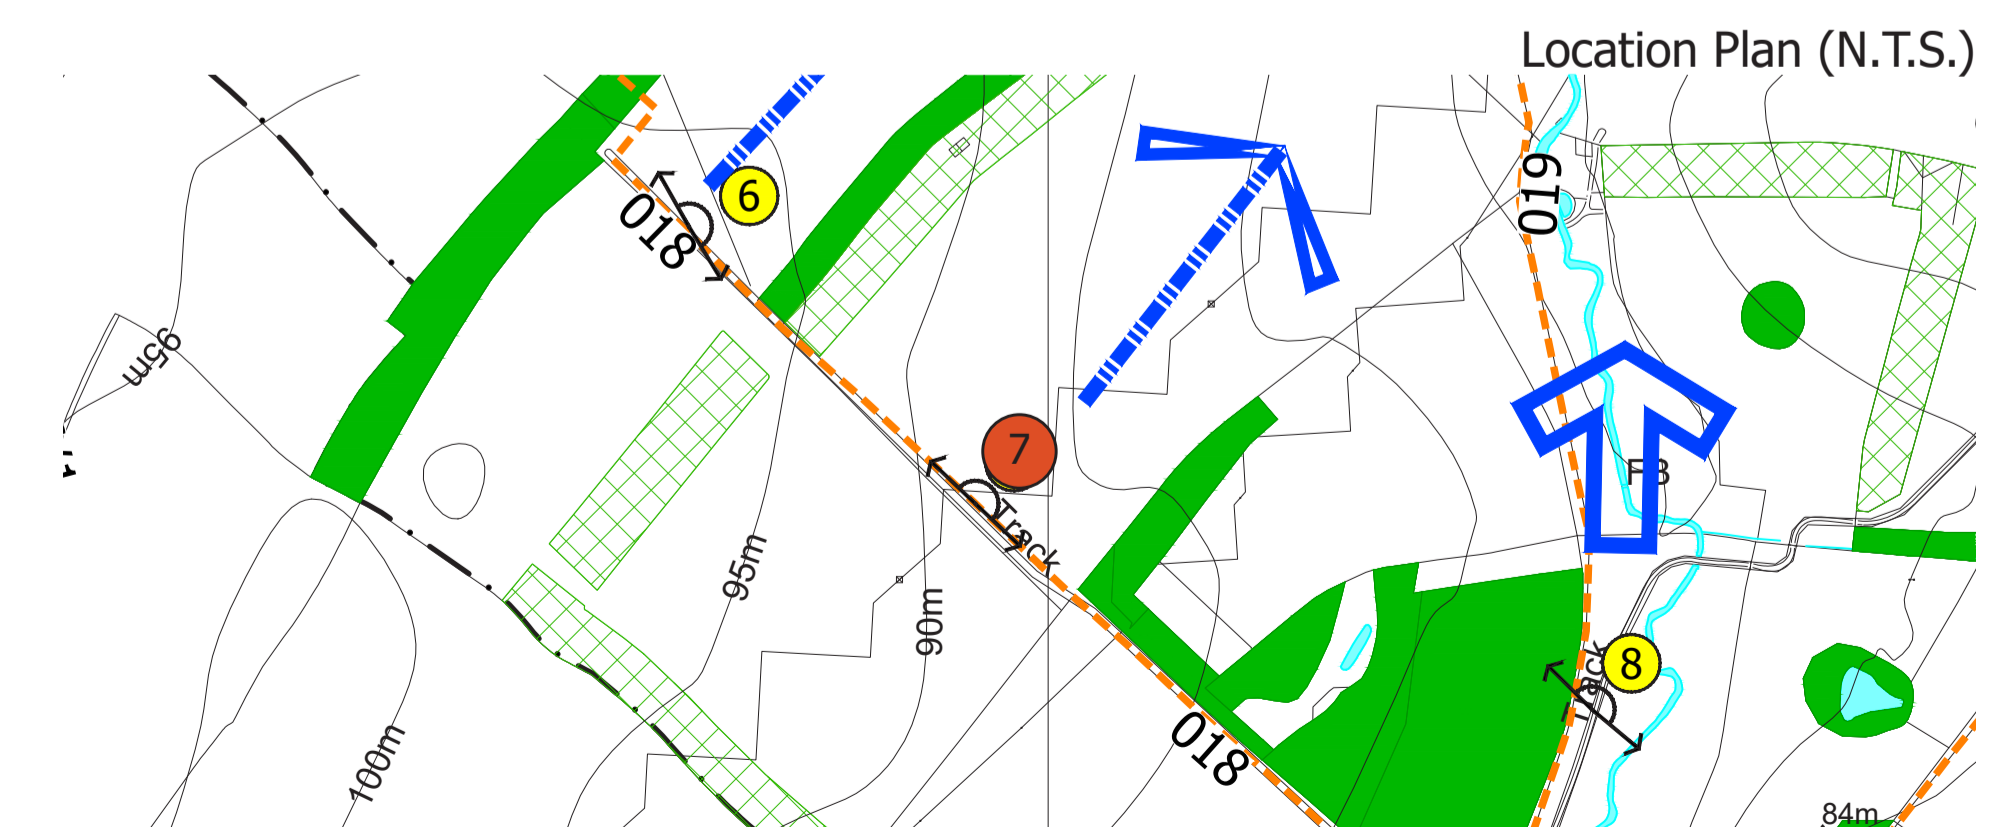 Location Plan (N.T.S.)
019
6
018
95m
7
FB
Track
95m
90m
Track
8
018
100m
84m